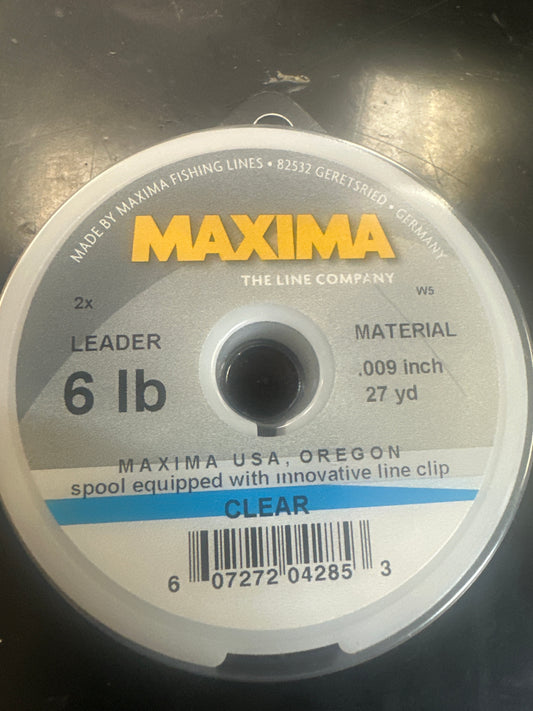 MADE BY MAXIMA FISHING LINES • 82532 GERETSRIED • GERMANY
MAXIMA
THE LINE COMPANY
2x
W5
LEADER
MATERIAL
6 lb
.009 inch
27 yd
MAXIMA USA, OREGON
spool equipped with innovative line clip
CLEAR
6 07272 04285 3